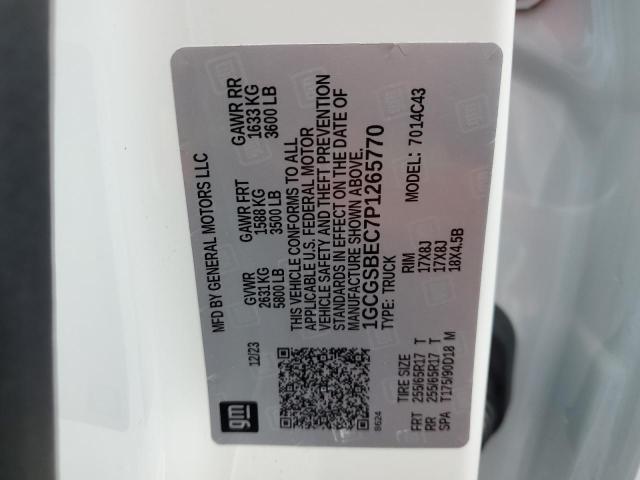 MFD BY GENERAL MOTORS LLC
12/23
GVWR GAWR FRT GAWR RR
2631 KG 1588 KG 1633 KG
5800 LB 3500 LB 3600 LB
THIS VEHICLE CONFORMS TO ALL
APPLICABLE U.S. FEDERAL MOTOR
VEHICLE SAFETY AND THEFT PREVENTION
STANDARDS IN EFFECT ON THE DATE OF
MANUFACTURE SHOWN ABOVE.
1GCGSBEC7P1265770
TYPE: TRUCK MODEL: 7014C43
gm
8624
TIRE SIZE RIM
FRT 255/65R17 T 17X8J
RR 255/65R17 T 17X8J
SPA T175/90D18 M 18X4.5B